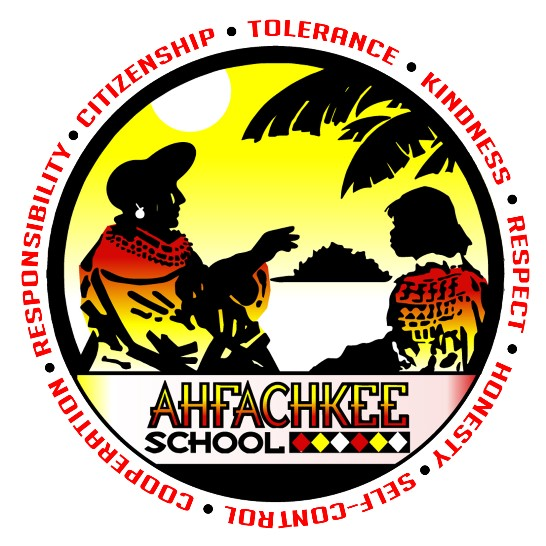 RESPONSIBILITY • CITIZENSHIP • TOLERANCE • KINDNESS • RESPECT • HONESTY • SELF-CONTROL • COOPERATION •
AHFACHKEE
SCHOOL